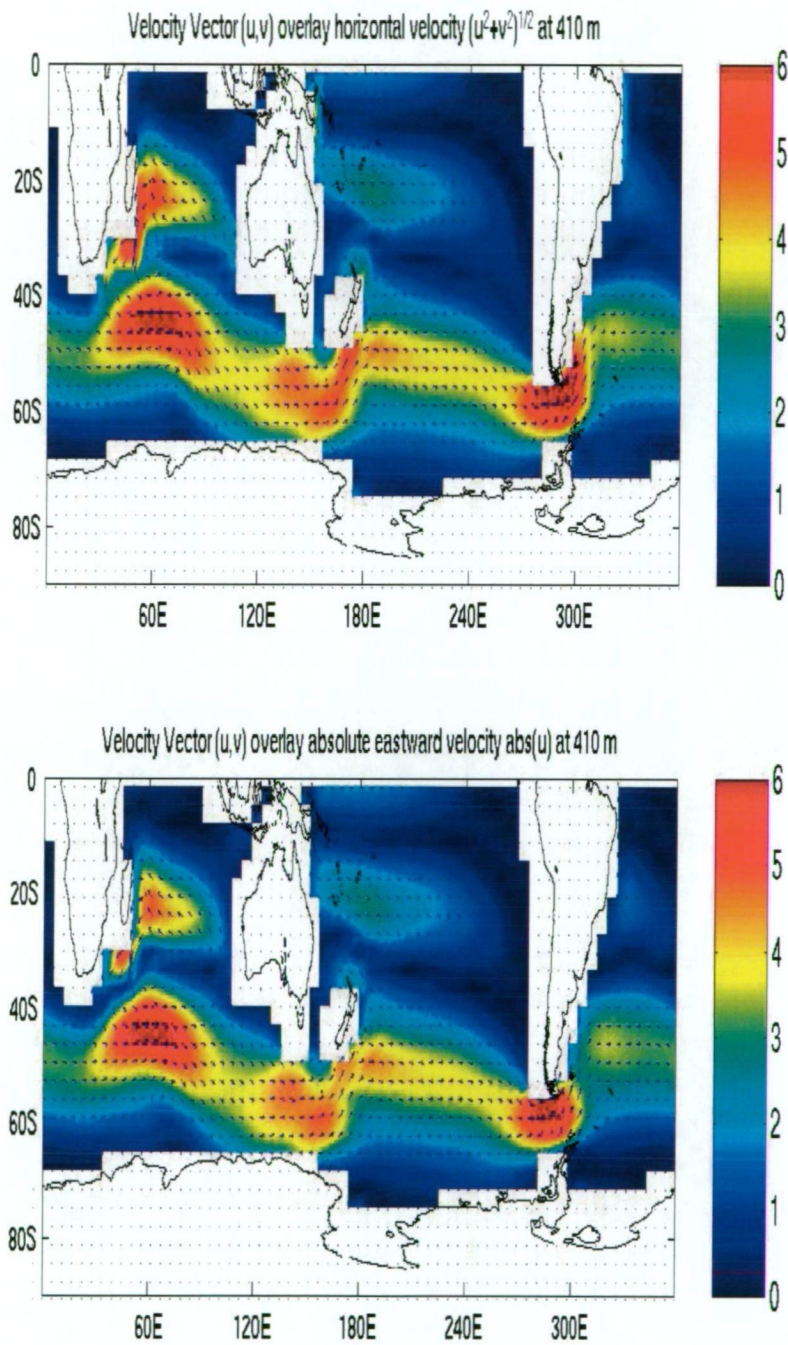 Velocity Vector (u,v) overlay horizontal velocity (u²+v²)^1/2 at 410 m
0
20S
40S
60S
80S
60E 120E 180E 240E 300E
6
5
4
3
2
1
0
Velocity Vector (u,v) overlay absolute eastward velocity abs(u) at 410 m
0
20S
40S
60S
80S
60E 120E 180E 240E 300E
6
5
4
3
2
1
0